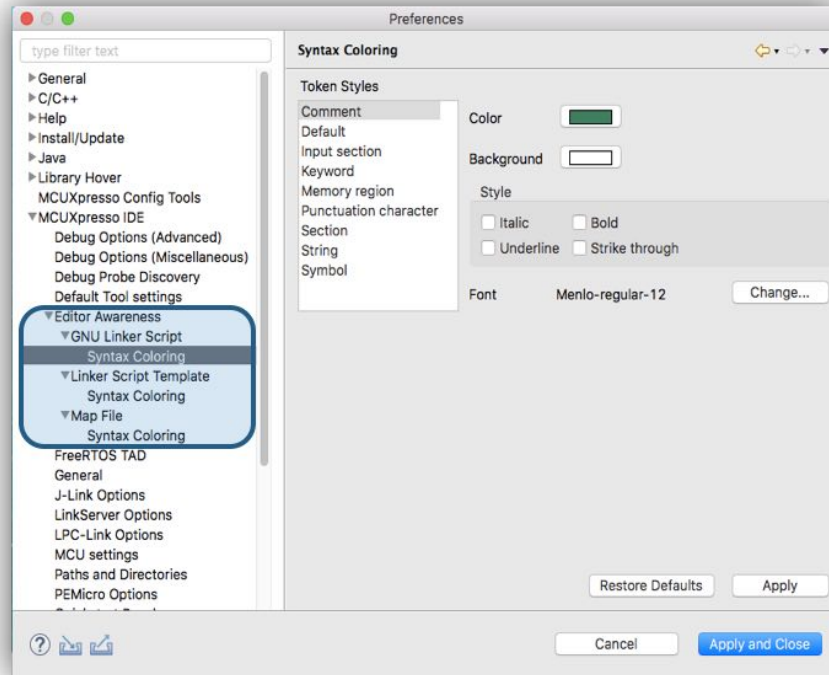 Preferences
type filter text
General
C/C++
Help
Install/Update
Java
Library Hover
MCUXpresso Config Tools
MCUXpresso IDE
Debug Options (Advanced)
Debug Options (Miscellaneous)
Debug Probe Discovery
Default Tool settings
Editor Awareness
GNU Linker Script
Syntax Coloring
Linker Script Template
Syntax Coloring
Map File
Syntax Coloring
FreeRTOS TAD
General
J-Link Options
LinkServer Options
LPC-Link Options
MCU settings
Paths and Directories
PEMicro Options
Syntax Coloring
Token Styles
Comment
Default
Input section
Keyword
Memory region
Punctuation character
Section
String
Symbol
Color
Background
Style
Italic Bold
Underline Strike through
Font Menlo-regular-12 Change...
Restore Defaults Apply
? Cancel Apply and Close